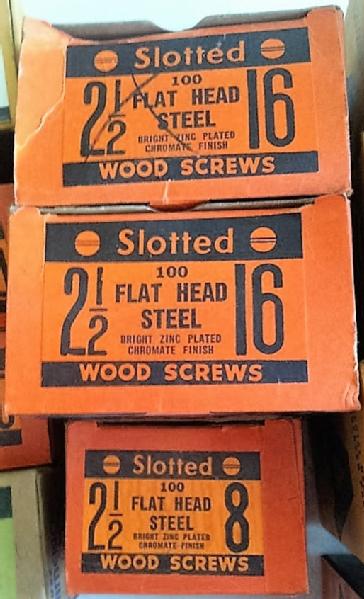 Slotted
100
2 1/2 FLAT HEAD 16
STEEL
BRIGHT ZINC PLATED
CHROMATE FINISH
WOOD SCREWS
Slotted
100
2 1/2 FLAT HEAD 16
STEEL
BRIGHT ZINC PLATED
CHROMATE FINISH
WOOD SCREWS
Slotted
100
2 1/2 FLAT HEAD 8
STEEL
BRIGHT ZINC PLATED
CHROMATE FINISH
WOOD SCREWS